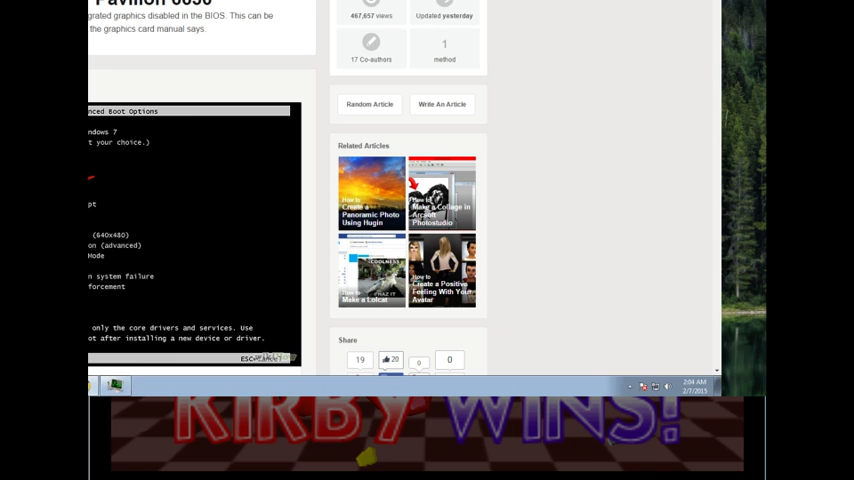 Pavilion 6630
grated graphics disabled in the BIOS. This can be
the graphics card manual says.
467,657 views
Updated yesterday
17 Co-authors
1
method
Random Article
Write An Article
Related Articles
How to
Create a
Panoramic Photo
Using Hugin
How to
Make a Collage in
Arcsoft
Photostudio
COOLNESS
How to
Make a Lolcat
How to
Create a Positive
Feeling With Your
Avatar
Share
19
20
0
0
nced Boot Options
ndows 7
t your choice.)
pt
(640x480)
on (advanced)
Mode
n system failure
forcement
only the core drivers and services. Use
ot after installing a new device or driver.
ESC=Cancel
2:04 AM
2/7/2015
KIRBY WINS!